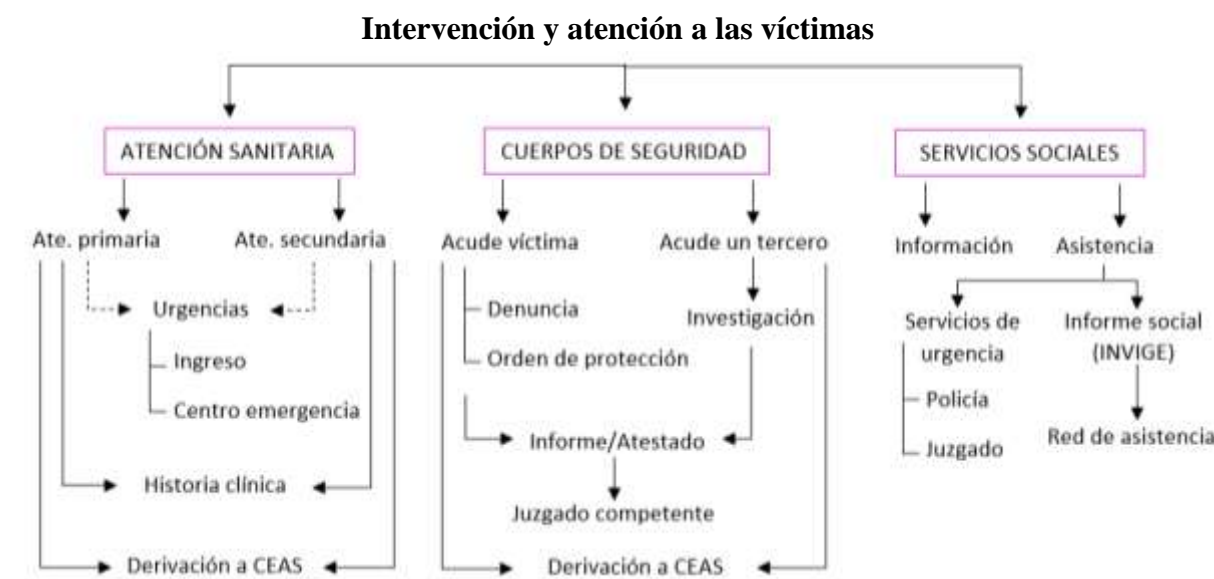 Intervención y atención a las víctimas
ATENCIÓN SANITARIA
CUERPOS DE SEGURIDAD
SERVICIOS SOCIALES
Ate. primaria
Ate. secundaria
Urgencias
Ingreso
Centro emergencia
Historia clínica
Derivación a CEAS
Acude víctima
Acude un tercero
Denuncia
Orden de protección
Investigación
Informe/Atestado
Juzgado competente
Derivación a CEAS
Información
Asistencia
Servicios de
urgencia
Policía
Juzgado
Informe social
(INVIGE)
Red de asistencia